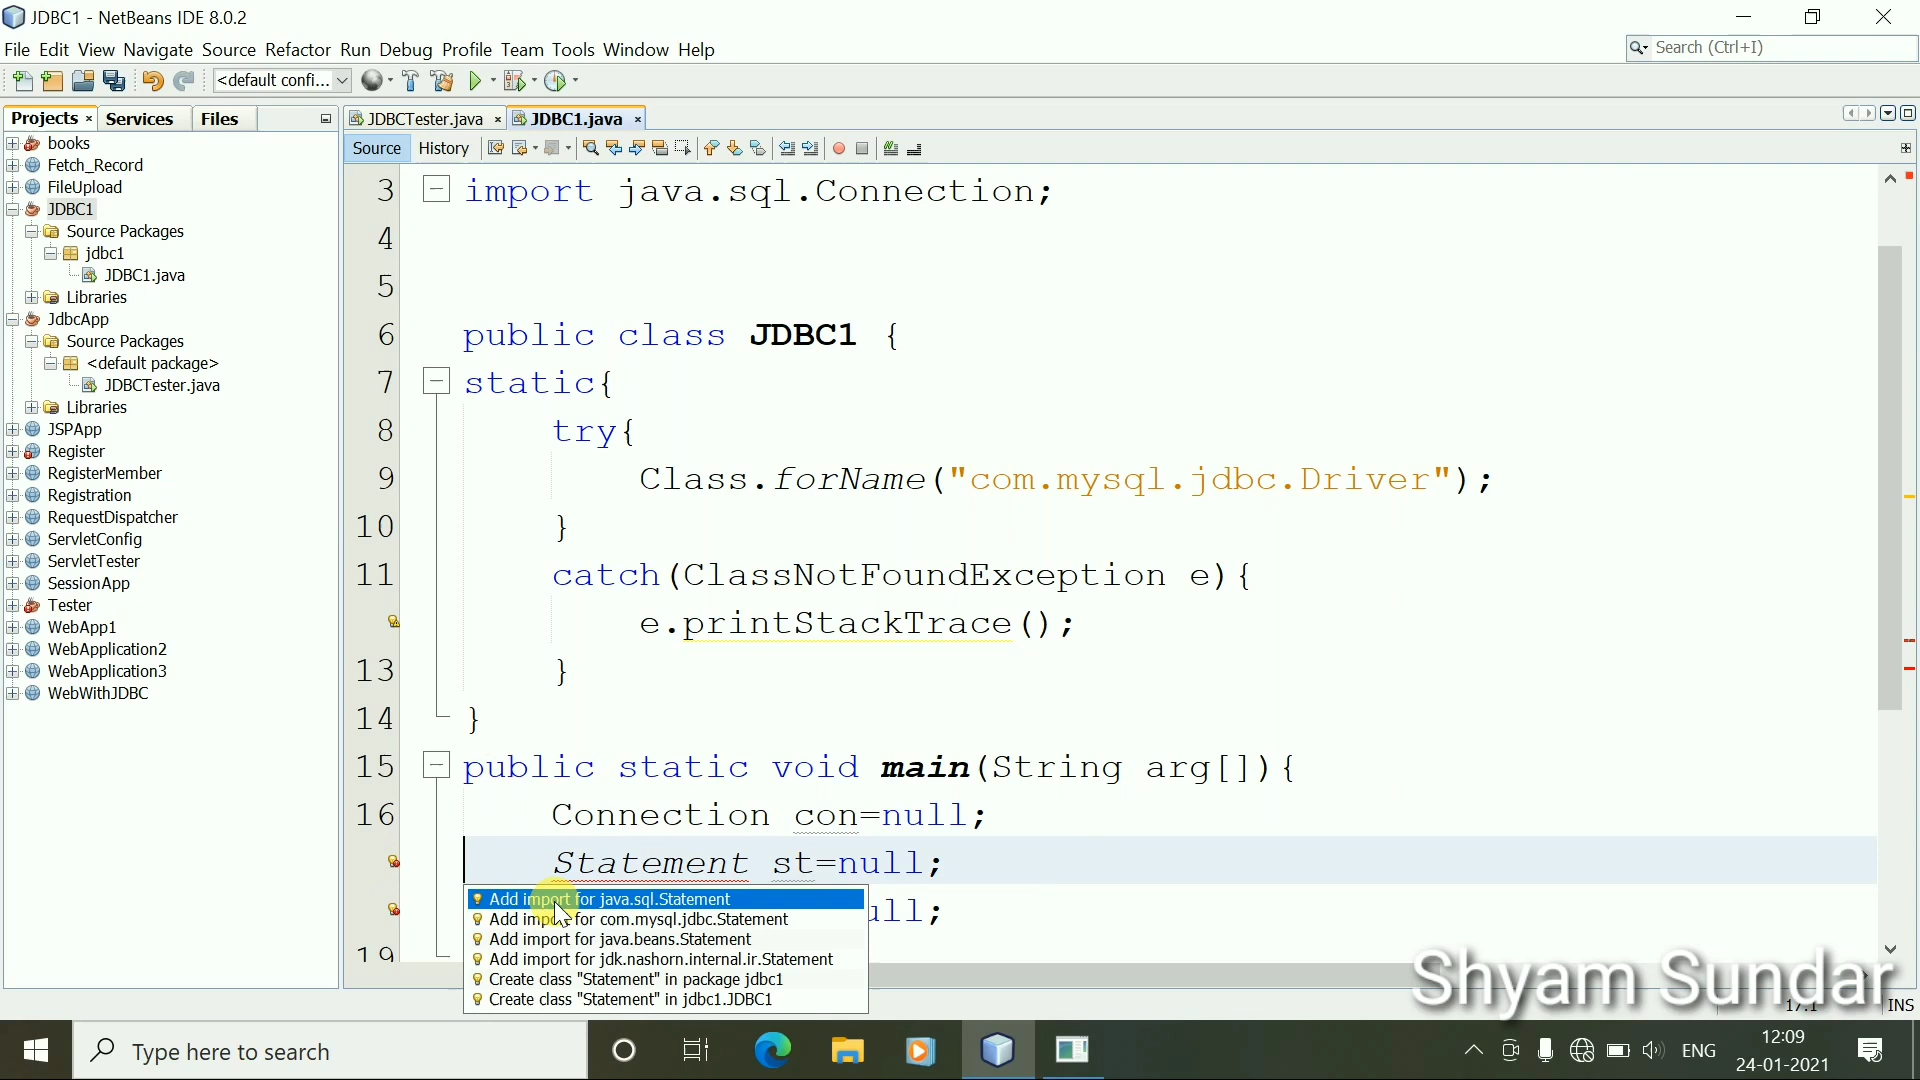 JDBC1 - NetBeans IDE 8.0.2
File Edit View Navigate Source Refactor Run Debug Profile Team Tools Window Help
Search (Ctrl+I)
<default confi...
Projects
Services
Files
books
Fetch_Record
FileUpload
JDBC1
Source Packages
jdbc1
JDBC1.java
Libraries
JdbcApp
Source Packages
<default package>
JDBCTester.java
Libraries
JSPApp
Register
RegisterMember
Registration
RequestDispatcher
ServletConfig
ServletTester
SessionApp
Tester
WebApp1
WebApplication2
WebApplication3
WebWithJDBC
JDBCTester.java
JDBC1.java
Source History
3 import java.sql.Connection;
4
5
6 public class JDBC1 {
7 static{
8 try{
9 Class.forName("com.mysql.jdbc.Driver");
10 }
11 catch(ClassNotFoundException e){
e.printStackTrace();
13 }
14 }
15 public static void main(String arg[]){
16 Connection con=null;
Statement st=null;
ull;
19
Add import for java.sql.Statement
Add import for com.mysql.jdbc.Statement
Add import for java.beans.Statement
Add import for jdk.nashorn.internal.ir.Statement
Create class "Statement" in package jdbc1
Create class "Statement" in jdbc1.JDBC1
Shyam Sundar
17:1
INS
Type here to search
ENG
12:09
24-01-2021